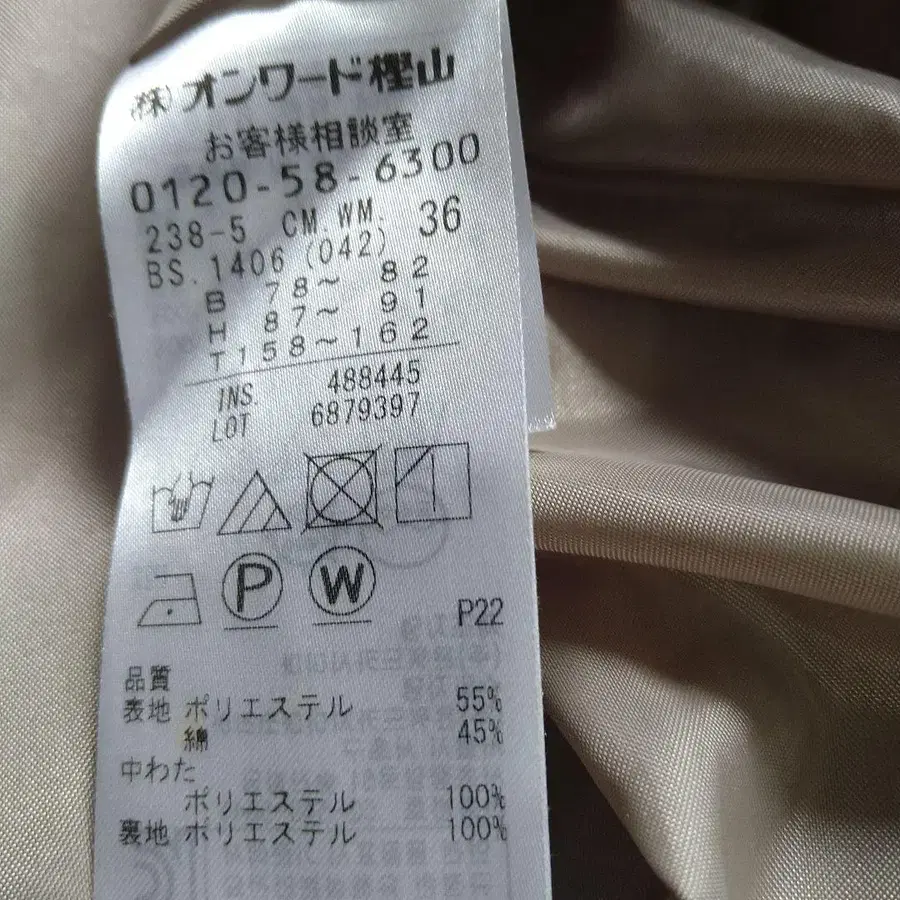 (株)オンワード樫山
お客様相談室
0120-58-6300
238-5 CM.WM. 36
BS.1406(042)
B 78～ 82
H 87～ 91
T158～162
INS. 488445
LOT 6879397
P W
P22
品質
表地 ポリエステル 55%
綿 45%
中わた
ポリエステル 100%
裏地 ポリエステル 100%